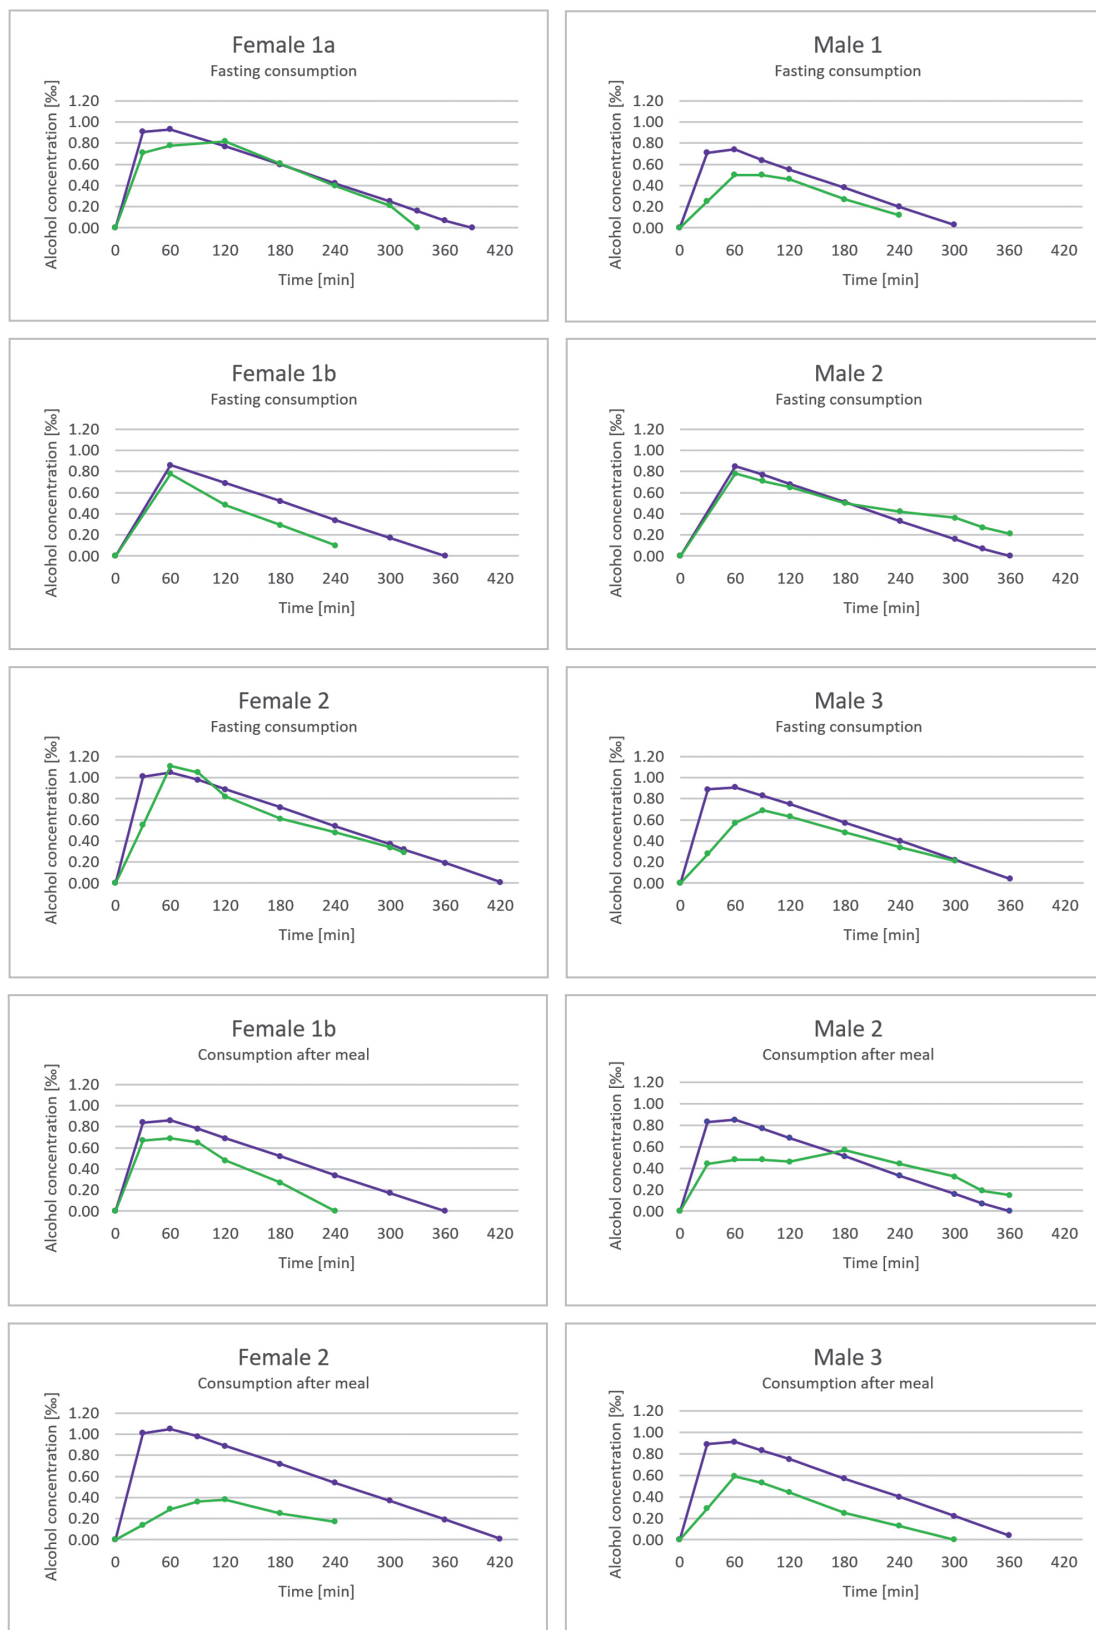 Female 1a
Fasting consumption
Alcohol concentration [‰]
1.20
1.00
0.80
0.60
0.40
0.20
0.00
0 60 120 180 240 300 360 420
Time [min]
Male 1
Fasting consumption
Alcohol concentration [‰]
1.20
1.00
0.80
0.60
0.40
0.20
0.00
0 60 120 180 240 300 360 420
Time [min]
Female 1b
Fasting consumption
Alcohol concentration [‰]
1.20
1.00
0.80
0.60
0.40
0.20
0.00
0 60 120 180 240 300 360 420
Time [min]
Male 2
Fasting consumption
Alcohol concentration [‰]
1.20
1.00
0.80
0.60
0.40
0.20
0.00
0 60 120 180 240 300 360 420
Time [min]
Female 2
Fasting consumption
Alcohol concentration [‰]
1.20
1.00
0.80
0.60
0.40
0.20
0.00
0 60 120 180 240 300 360 420
Time [min]
Male 3
Fasting consumption
Alcohol concentration [‰]
1.20
1.00
0.80
0.60
0.40
0.20
0.00
0 60 120 180 240 300 360 420
Time [min]
Female 1b
Consumption after meal
Alcohol concentration [‰]
1.20
1.00
0.80
0.60
0.40
0.20
0.00
0 60 120 180 240 300 360 420
Time [min]
Male 2
Consumption after meal
Alcohol concentration [‰]
1.20
1.00
0.80
0.60
0.40
0.20
0.00
0 60 120 180 240 300 360 420
Time [min]
Female 2
Consumption after meal
Alcohol concentration [‰]
1.20
1.00
0.80
0.60
0.40
0.20
0.00
0 60 120 180 240 300 360 420
Time [min]
Male 3
Consumption after meal
Alcohol concentration [‰]
1.20
1.00
0.80
0.60
0.40
0.20
0.00
0 60 120 180 240 300 360 420
Time [min]